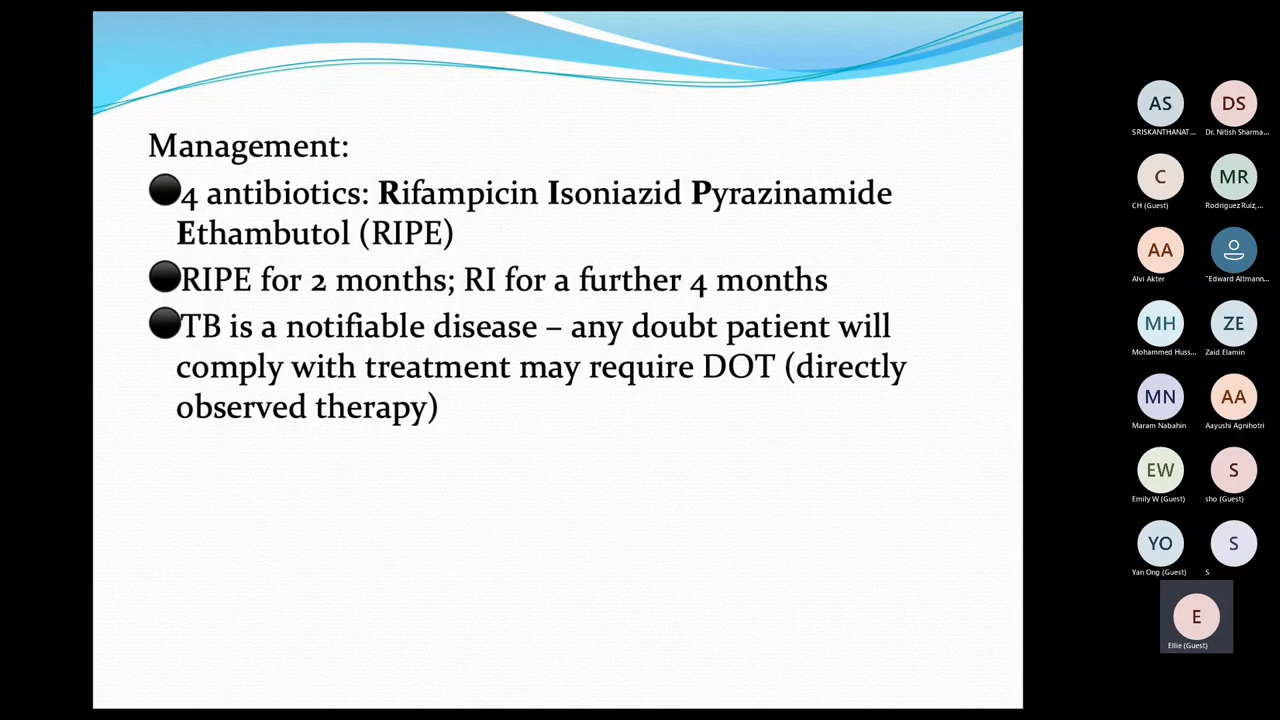 Management:
4 antibiotics: Rifampicin Isoniazid Pyrazinamide
Ethambutol (RIPE)
RIPE for 2 months; RI for a further 4 months
TB is a notifiable disease – any doubt patient will
comply with treatment may require DOT (directly
observed therapy)
AS
SRISKANTHANAT...
DS
Dr. Nitish Sharma...
C
CH (Guest)
MR
Rodriguez Ruiz,...
AA
Alvi Akter
"Edward Altmann...
MH
Mohammed Huss...
ZE
Zaid Elamin
MN
Maram Nabahin
AA
Aayushi Agnihotri
EW
Emily W (Guest)
S
sho (Guest)
YO
Yan Ong (Guest)
S
S
E
Ellie (Guest)